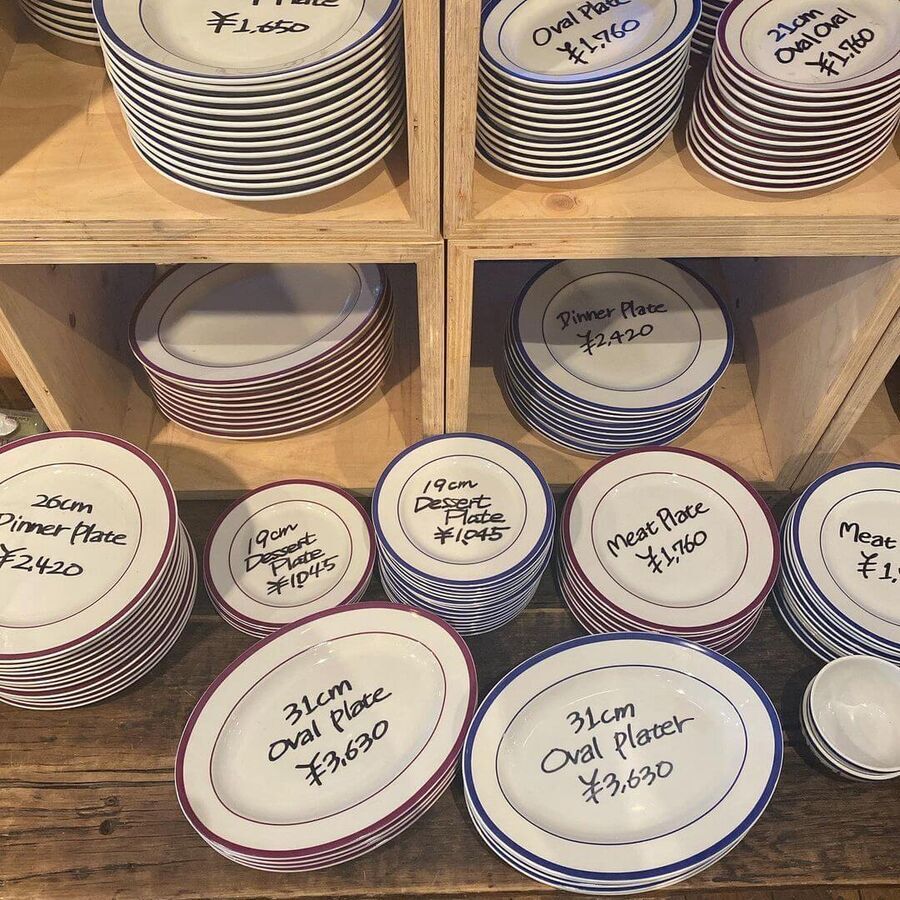 Plate
¥1,650
Oval Plate
¥1,760
21cm
Oval Oval
¥1,760
Dinner Plate
¥2,420
26cm
Dinner Plate
¥2,420
19cm
Dessert
Plate
¥1,045
19cm
Dessert
Plate
¥1,045
Meat Plate
¥1,760
Meat
31cm
Oval Plate
¥3,630
31cm
Oval Plater
¥3,630